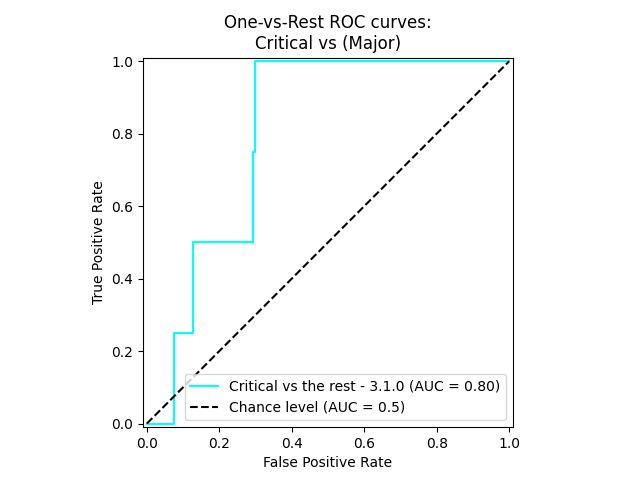 One-vs-Rest ROC curves:
Critical vs (Major)
True Positive Rate
1.0
0.8
0.6
0.4
0.2
0.0
Critical vs the rest - 3.1.0 (AUC = 0.80)
Chance level (AUC = 0.5)
0.0 0.2 0.4 0.6 0.8 1.0
False Positive Rate